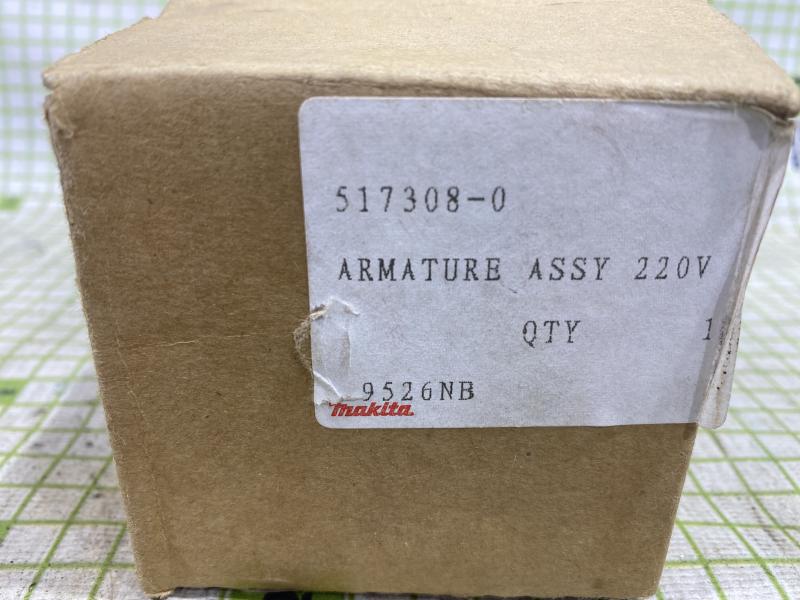 517308-0
ARMATURE ASSY 220V
QTY 1
9526NB
makita